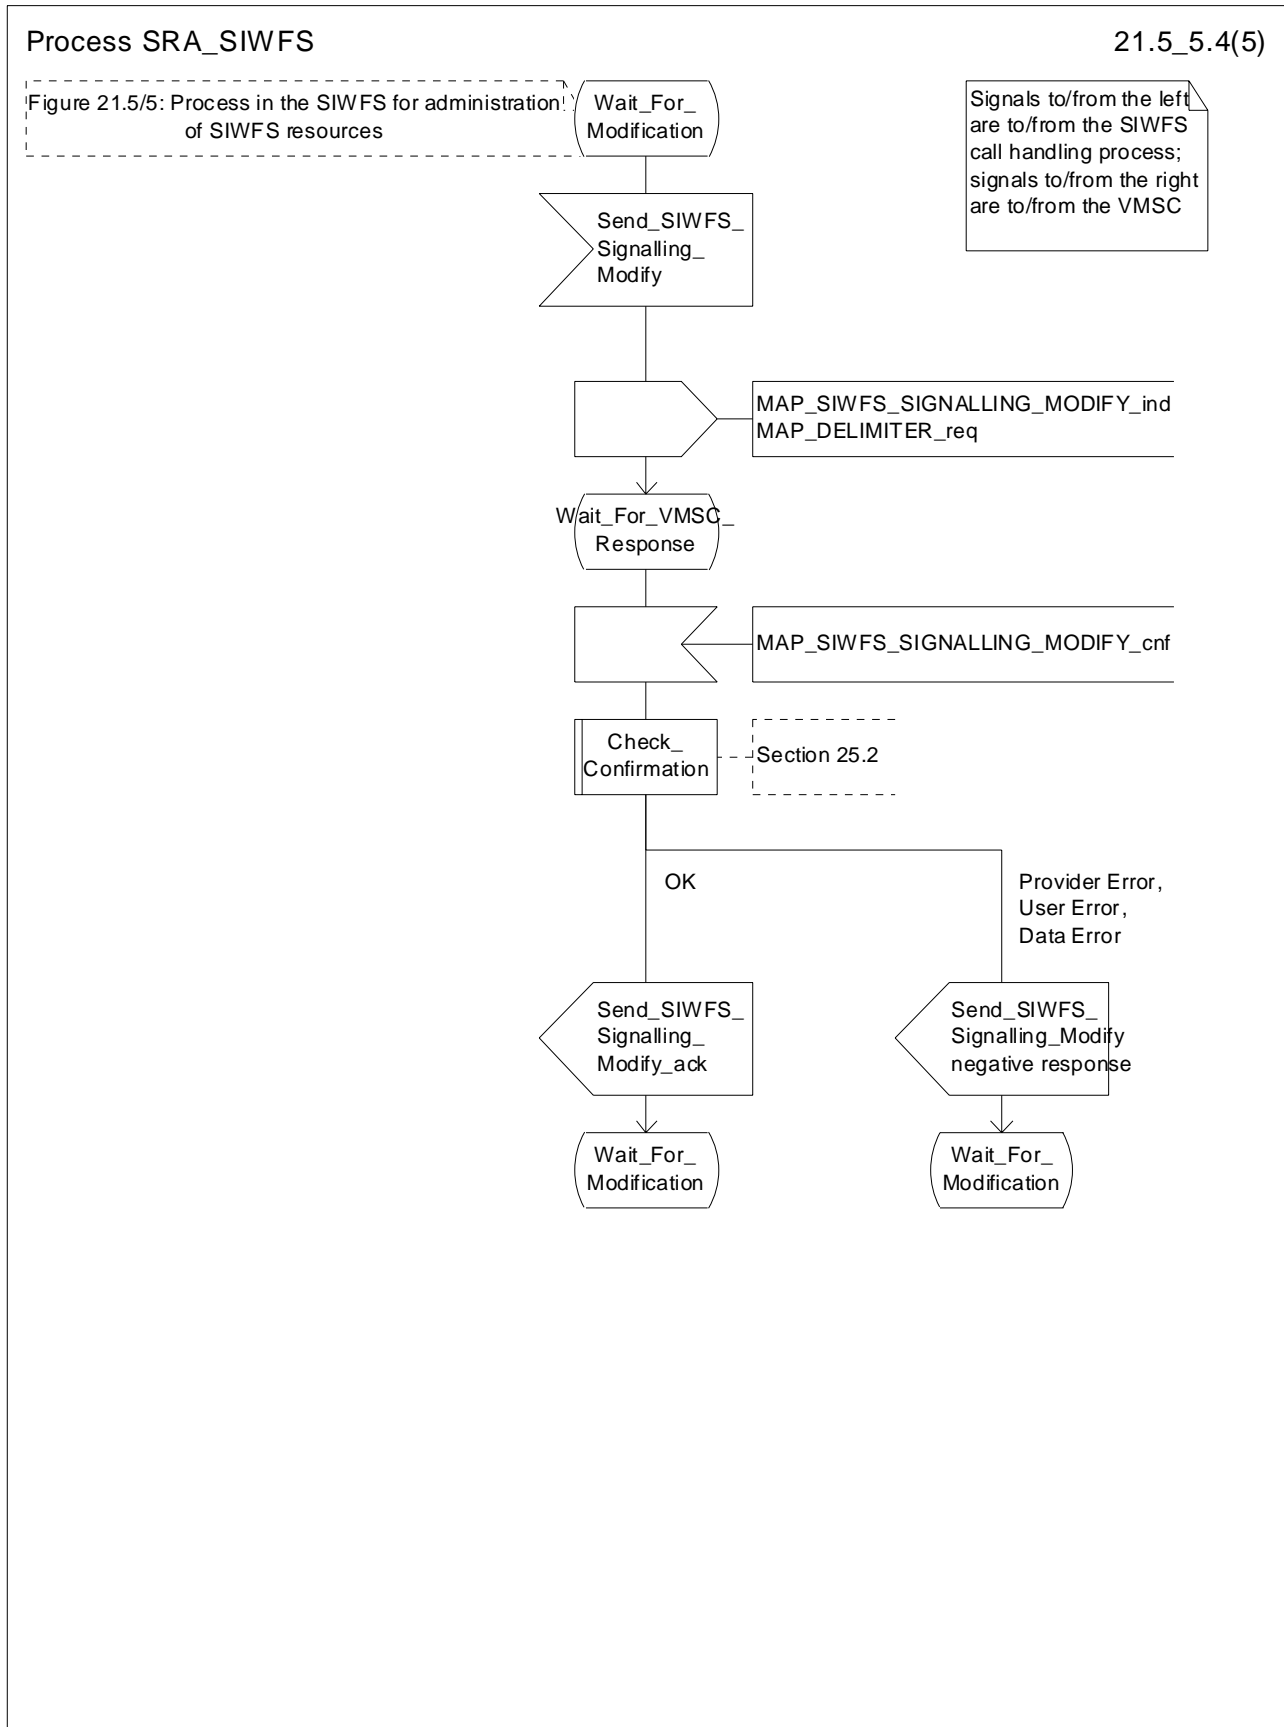 Process SRA_SIWFS
21.5_5.4(5)
Figure 21.5/5: Process in the SIWFS for administration
of SIWFS resources
Wait_For_
Modification
Signals to/from the left
are to/from the SIWFS
call handling process;
signals to/from the right
are to/from the VMSC
Send_SIWFS_
Signalling_
Modify
MAP_SIWFS_SIGNALLING_MODIFY_ind
MAP_DELIMITER_req
Wait_For_VMSC_
Response
MAP_SIWFS_SIGNALLING_MODIFY_cnf
Check_
Confirmation
Section 25.2
OK
Provider Error,
User Error,
Data Error
Send_SIWFS_
Signalling_
Modify_ack
Send_SIWFS_
Signalling_Modify
negative response
Wait_For_
Modification
Wait_For_
Modification